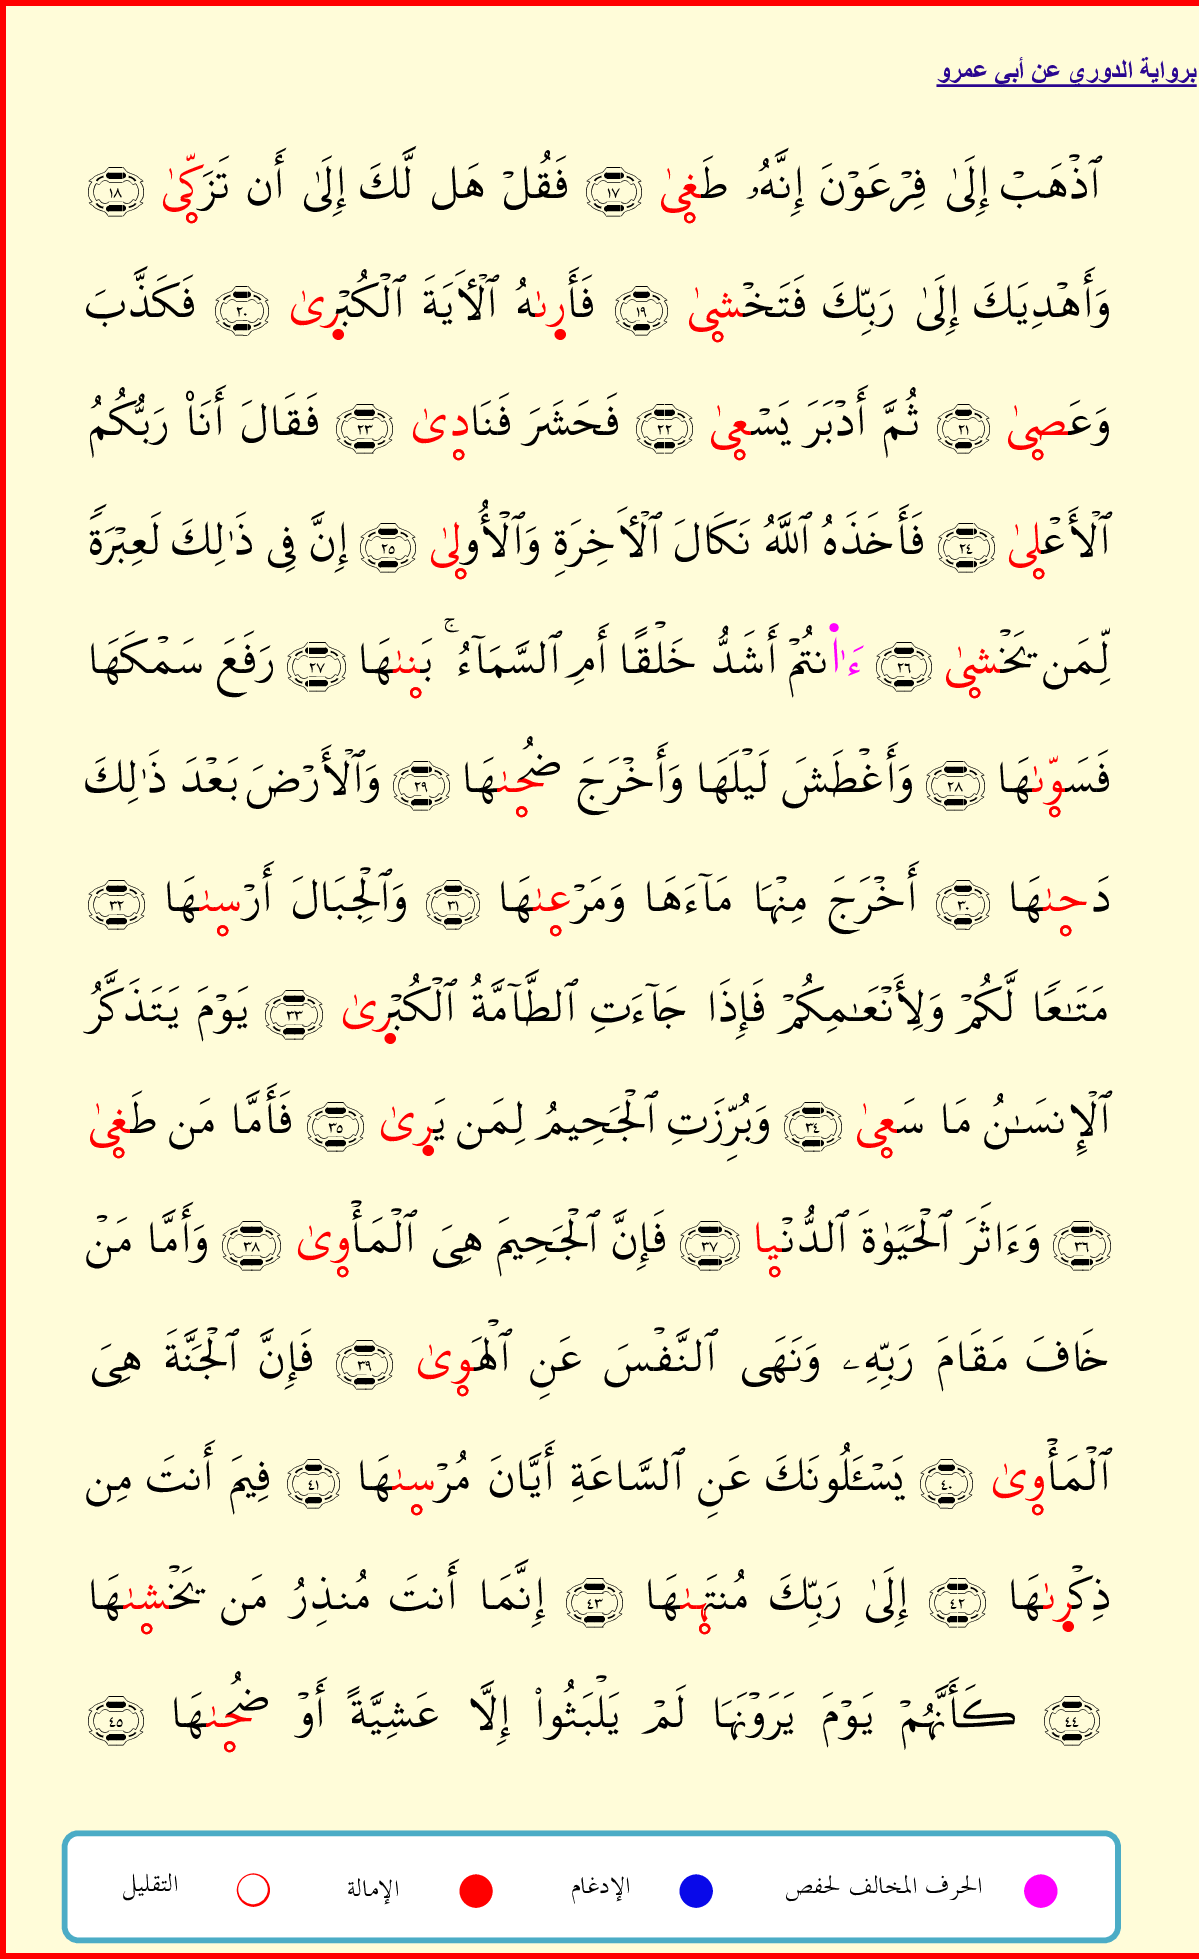 برواية الدوري عن أبي عمرو
ٱذْهَبْ إِلَىٰ فِرْعَوْنَ إِنَّهُۥ طَغِىٰ ١٧ فَقُلْ هَل لَّكَ إِلَىٰ أَن تَزَكِّىٰ ١٨
وَأَهْدِيَكَ إِلَىٰ رَبِّكَ فَتَخْشِىٰ ١٩ فَأَرِىٰهُ ٱلْأٓيَةَ ٱلْكُبْرِىٰ ٢٠ فَكَذَّبَ
وَعَصِىٰ ٢١ ثُمَّ أَدْبَرَ يَسْعِىٰ ٢٢ فَحَشَرَ فَنَادِىٰ ٢٣ فَقَالَ أَنَا۠ رَبُّكُمُ
ٱلْأَعْلِىٰ ٢٤ فَأَخَذَهُ ٱللَّهُ نَكَالَ ٱلْأَخِرَةِ وَٱلْأُولِىٰ ٢٥ إِنَّ فِى ذَٰلِكَ لَعِبْرَةً
لِّمَن يَخْشِىٰ ٢٦ ءَا۬نتُمْ أَشَدُّ خَلْقًا أَمِ ٱلسَّمَآءُ ۚ بَنِىٰهَا ٢٧ رَفَعَ سَمْكَهَا
فَسَوِّىٰهَا ٢٨ وَأَغْطَشَ لَيْلَهَا وَأَخْرَجَ ضُحِىٰهَا ٢٩ وَٱلْأَرْضَ بَعْدَ ذَٰلِكَ
دَحِىٰهَا ٣٠ أَخْرَجَ مِنْهَا مَآءَهَا وَمَرْعِىٰهَا ٣١ وَٱلْجِبَالَ أَرْسِىٰهَا ٣٢
مَتَٰعًا لَّكُمْ وَلِأَنْعَٰمِكُمْ فَإِذَا جَآءَتِ ٱلطَّآمَّةُ ٱلْكُبْرِىٰ ٣٣ يَوْمَ يَتَذَكَّرُ
ٱلْإِنسَٰنُ مَا سَعِىٰ ٣٤ وَبُرِّزَتِ ٱلْجَحِيمُ لِمَن يَرِىٰ ٣٥ فَأَمَّا مَن طَغِىٰ
٣٦ وَءَاثَرَ ٱلْحَيَوٰةَ ٱلدُّنْيِا ٣٧ فَإِنَّ ٱلْجَحِيمَ هِىَ ٱلْمَأْوِىٰ ٣٨ وَأَمَّا مَنْ
خَافَ مَقَامَ رَبِّهِۦ وَنَهَى ٱلنَّفْسَ عَنِ ٱلْهَوِىٰ ٣٩ فَإِنَّ ٱلْجَنَّةَ هِىَ
ٱلْمَأْوِىٰ ٤٠ يَسْـَٔلُونَكَ عَنِ ٱلسَّاعَةِ أَيَّانَ مُرْسِىٰهَا ٤١ فِيمَ أَنتَ مِن
ذِكْرِىٰهَا ٤٢ إِلَىٰ رَبِّكَ مُنتَهِىٰهَا ٤٣ إِنَّمَا أَنتَ مُنذِرُ مَن يَخْشِىٰهَا
٤٤ كَأَنَّهُمْ يَوْمَ يَرَوْنَهَا لَمْ يَلْبَثُوا۟ إِلَّا عَشِيَّةً أَوْ ضُحِىٰهَا ٤٥
الحرف المخالف لحفص الإدغام الإمالة التقليل